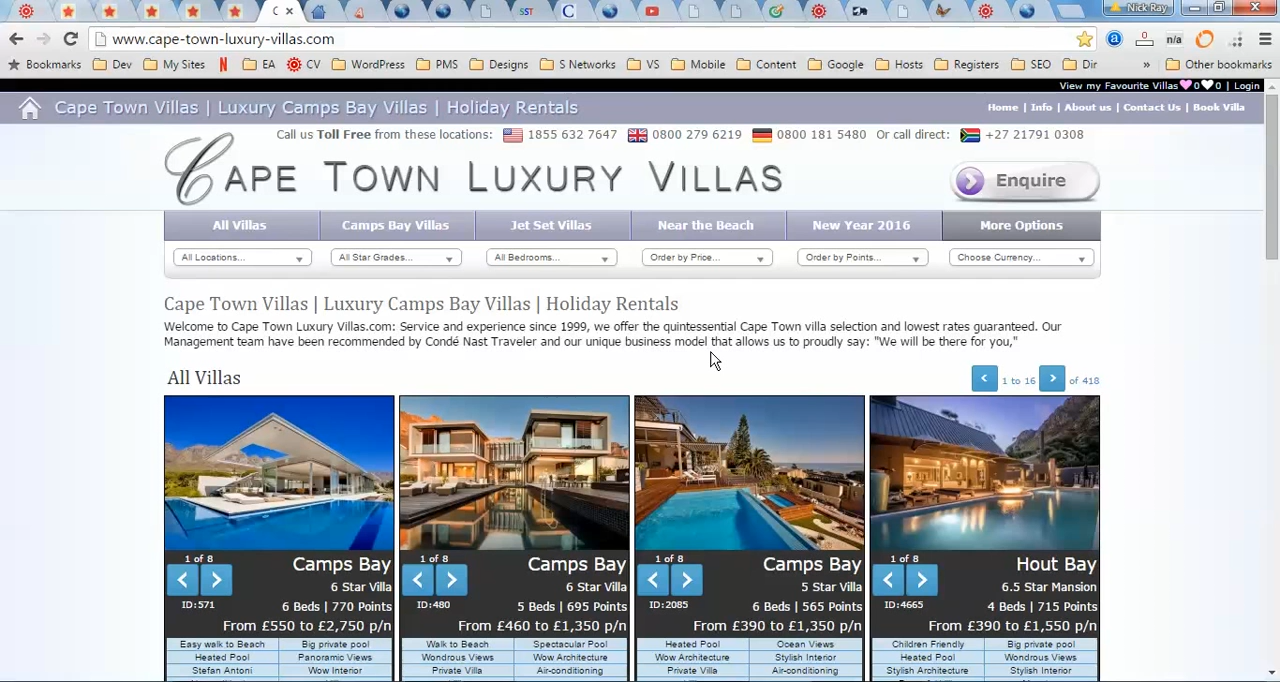 C
SST
C
Nick Ray
www.cape-town-luxury-villas.com
0
n/a
Bookmarks Dev My Sites EA CV WordPress PMS Designs S Networks VS Mobile Content Google Hosts Registers SEO Dir » Other bookmarks
View my Favourite Villas 0 0 | Login
Cape Town Villas | Luxury Camps Bay Villas | Holiday Rentals
Home | Info | About us | Contact Us | Book Villa
Call us Toll Free from these locations: 1855 632 7647 0800 279 6219 0800 181 5480 Or call direct: +27 21791 0308
CAPE TOWN LUXURY VILLAS
Enquire
All Villas Camps Bay Villas Jet Set Villas Near the Beach New Year 2016 More Options
All Locations... All Star Grades... All Bedrooms... Order by Price... Order by Points... Choose Currency...
Cape Town Villas | Luxury Camps Bay Villas | Holiday Rentals
Welcome to Cape Town Luxury Villas.com: Service and experience since 1999, we offer the quintessential Cape Town villa selection and lowest rates guaranteed. Our
Management team have been recommended by Condé Nast Traveler and our unique business model that allows us to proudly say: "We will be there for you,"
All Villas
< 1 to 16 > of 418
1 of 8
Camps Bay
6 Star Villa
ID:571
6 Beds | 770 Points
From £550 to £2,750 p/n
Easy walk to Beach Big private pool
Heated Pool Panoramic Views
Stefan Antoni Wow Interior
1 of 8
Camps Bay
6 Star Villa
ID:480
5 Beds | 695 Points
From £460 to £1,350 p/n
Walk to Beach Spectacular Pool
Wondrous Views Wow Architecture
Private Villa Air-conditioning
1 of 8
Camps Bay
5 Star Villa
ID:2085
6 Beds | 565 Points
From £390 to £1,350 p/n
Heated Pool Ocean Views
Wow Architecture Stylish Interior
Private Villa Air-conditioning
1 of 8
Hout Bay
6.5 Star Mansion
ID:4665
4 Beds | 715 Points
From £390 to £1,550 p/n
Children Friendly Big private pool
Heated Pool Wondrous Views
Stylish Architecture Stylish Interior